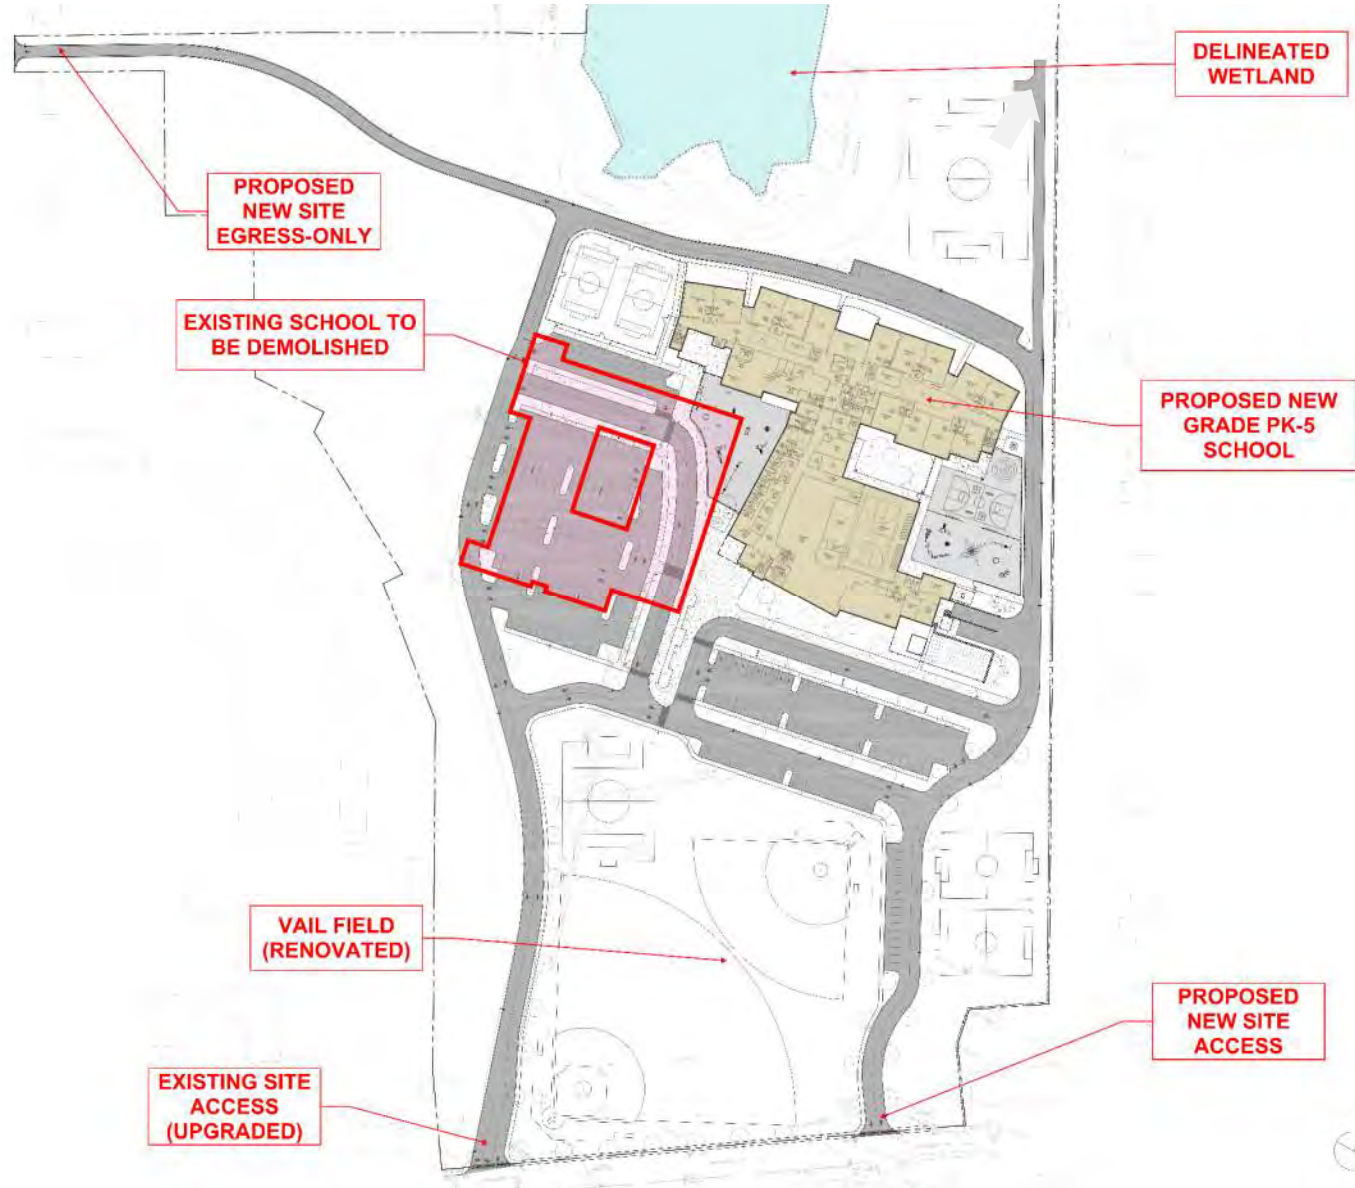 DELINEATED
WETLAND
PROPOSED
NEW SITE
EGRESS-ONLY
EXISTING SCHOOL TO
BE DEMOLISHED
PROPOSED NEW
GRADE PK-5
SCHOOL
VAIL FIELD
(RENOVATED)
PROPOSED
NEW SITE
ACCESS
EXISTING SITE
ACCESS
(UPGRADED)